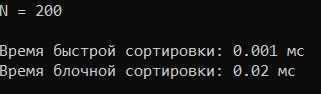 N = 200
Время быстрой сортировки: 0.001 мс
Время блочной сортировки: 0.02 мс